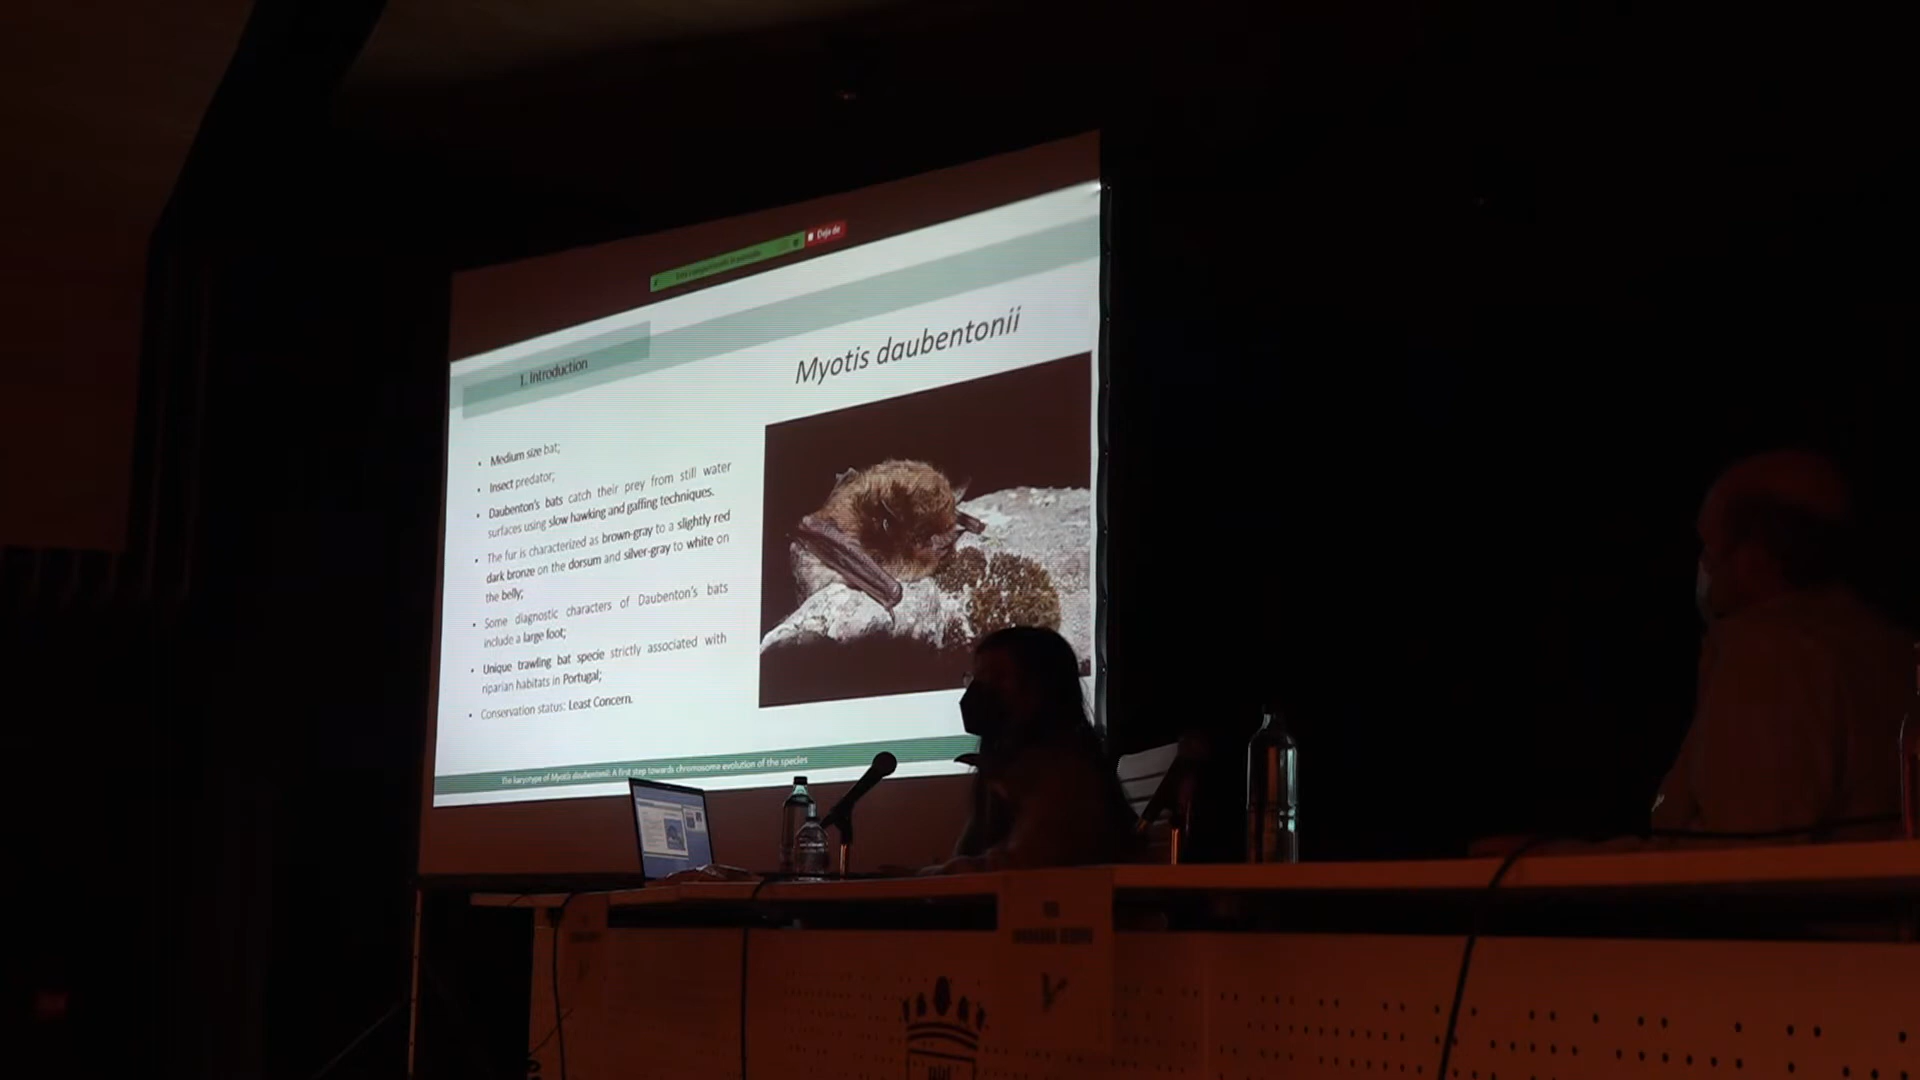 Deja de
1. Introduction
Myotis daubentonii
• Medium size bat;
• Insect predator;
• Daubenton's bats catch their prey from still water
surfaces using slow hawking and gaffing techniques.
• The fur is characterized as brown-gray to a slightly red
dark bronze on the dorsum and silver-gray to white on
the belly;
• Some diagnostic characters of Daubenton's bats
include a large foot;
• Unique trawling bat specie strictly associated with
riparian habitats in Portugal;
• Conservation status: Least Concern.
The karyotype of Myotis daubentonii: A first step towards chromosome evolution of the species